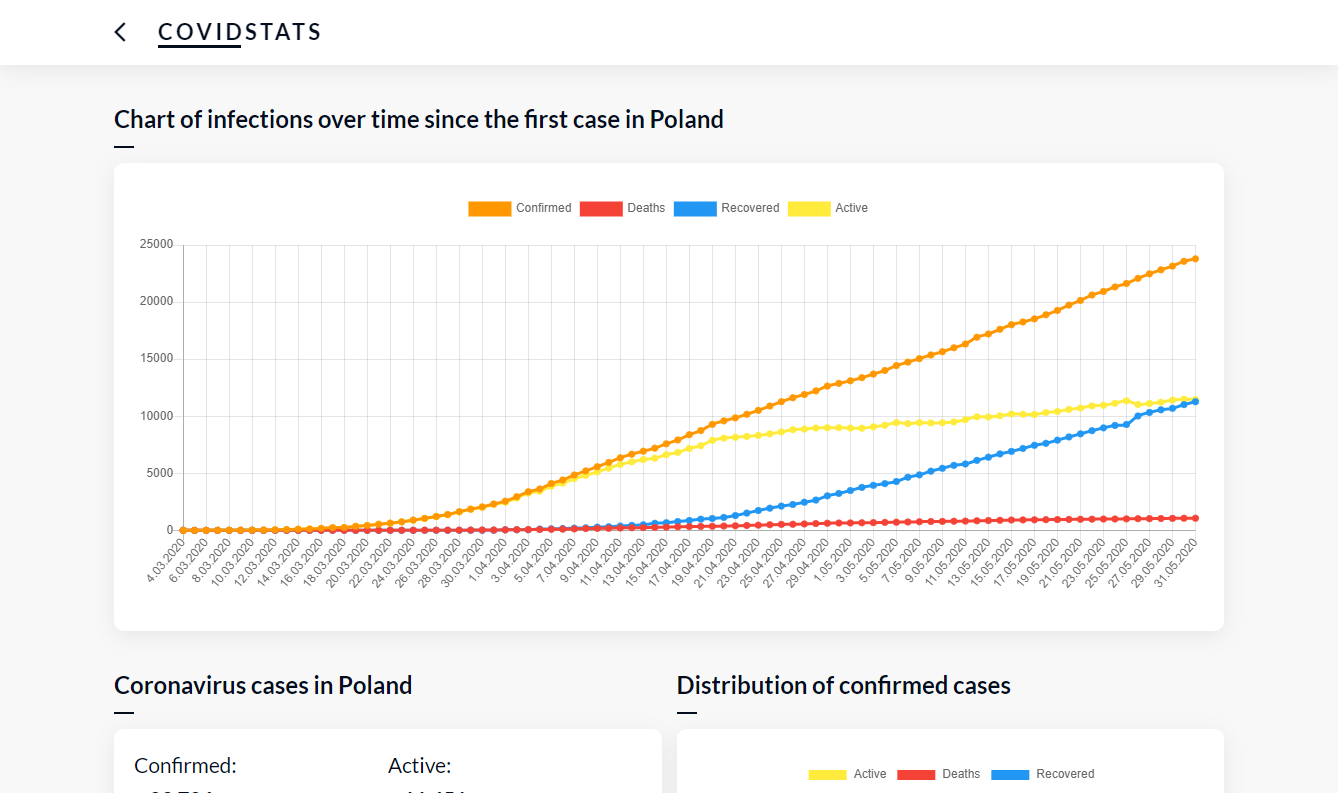 COVIDSTATS
Chart of infections over time since the first case in Poland
Confirmed Deaths Recovered Active
25000
20000
15000
10000
5000
0
4.03.2020 6.03.2020 8.03.2020 10.03.2020 12.03.2020 14.03.2020 16.03.2020 18.03.2020 20.03.2020 22.03.2020 24.03.2020 26.03.2020 28.03.2020 30.03.2020 1.04.2020 3.04.2020 5.04.2020 7.04.2020 9.04.2020 11.04.2020 13.04.2020 15.04.2020 17.04.2020 19.04.2020 21.04.2020 23.04.2020 25.04.2020 27.04.2020 29.04.2020 1.05.2020 3.05.2020 5.05.2020 7.05.2020 9.05.2020 11.05.2020 13.05.2020 15.05.2020 17.05.2020 19.05.2020 21.05.2020 23.05.2020 25.05.2020 27.05.2020 29.05.2020 31.05.2020
Coronavirus cases in Poland
Distribution of confirmed cases
Confirmed: Active:
Active Deaths Recovered